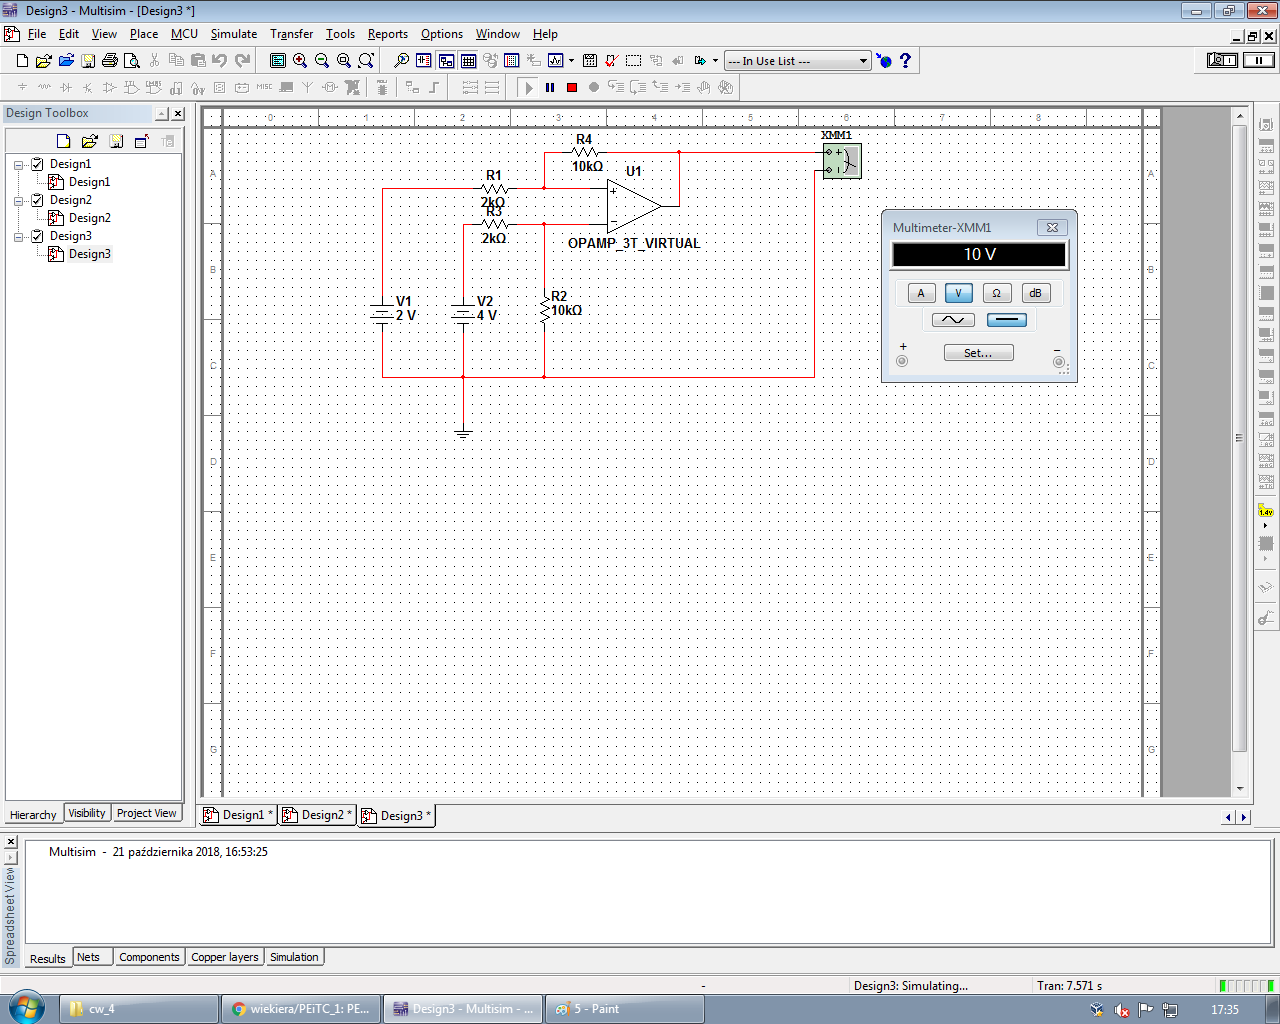 Design3 - Multisim - [Design3 *]
File Edit View Place MCU Simulate Transfer Tools Reports Options Window Help
--- In Use List ---
MISC
Design Toolbox
Design1
Design1
Design2
Design2
Design3
Design3
Hierarchy Visibility Project View
0 1 2 3 4 5 6 7 8
A A
B B
C C
D D
E E
F F
G G
R4
10kΩ
R1
2kΩ
R3
2kΩ
U1
OPAMP_3T_VIRTUAL
V1
2 V
V2
4 V
R2
10kΩ
XMM1
Multimeter-XMM1
10 V
A V Ω dB
Set...
+ –
1.4v
Design1 * Design2 * Design3 *
Multisim - 21 października 2018, 16:53:25
Spreadsheet View
Results Nets Components Copper layers Simulation
- Design3: Simulating... Tran: 7.571 s
cw_4 wiekiera/PEiTC_1: PE... Design3 - Multisim - ... 5 - Paint 17:35